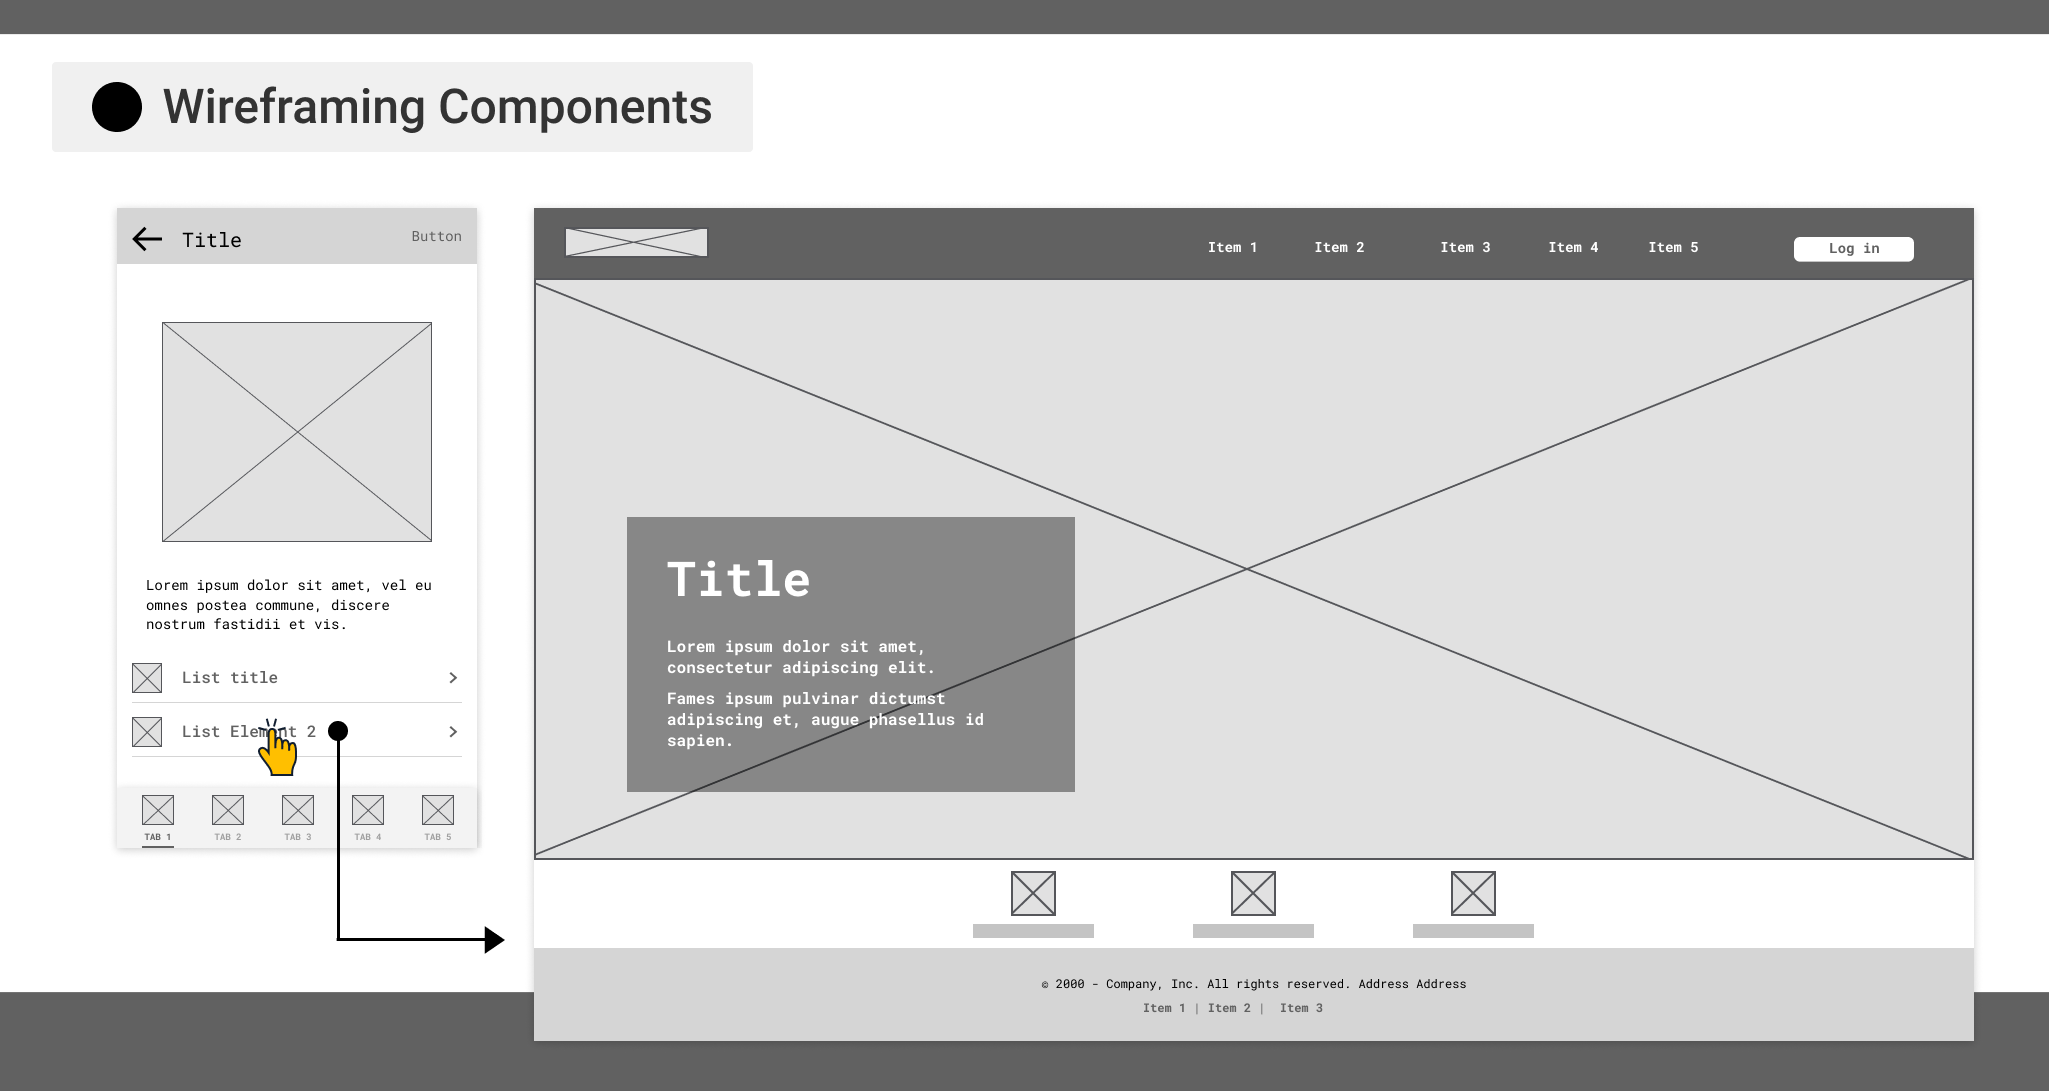 Wireframing Components
Title
Button
Lorem ipsum dolor sit amet, vel eu
omnes postea commune, discere
nostrum fastidii et vis.
List title
List Element 2
TAB 1
TAB 2
TAB 3
TAB 4
TAB 5
Item 1
Item 2
Item 3
Item 4
Item 5
Log in
Title
Lorem ipsum dolor sit amet,
consectetur adipiscing elit.
Fames ipsum pulvinar dictumst
adipiscing et, augue phasellus id
sapien.
© 2000 - Company, Inc. All rights reserved. Address Address
Item 1 | Item 2 | Item 3